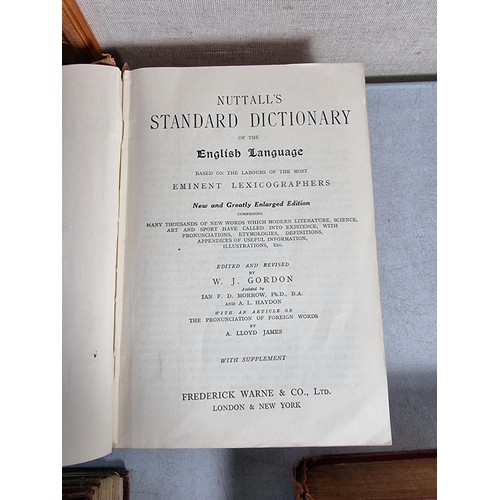 NUTTALL'S
STANDARD DICTIONARY
OF THE
English Language
BASED ON THE LABOURS OF THE MOST
EMINENT LEXICOGRAPHERS
New and Greatly Enlarged Edition
COMPRISING
MANY THOUSANDS OF NEW WORDS WHICH MODERN LITERATURE, SCIENCE,
ART AND SPORT HAVE CALLED INTO EXISTENCE, WITH
PRONUNCIATIONS, ETYMOLOGIES, DEFINITIONS,
APPENDICES OF USEFUL INFORMATION,
ILLUSTRATIONS, ETC.
EDITED AND REVISED
BY
W. J. GORDON
Assisted by
IAN F. D. MORROW, Ph.D., B.A.
AND A. L. HAYDON
WITH AN ARTICLE ON
THE PRONUNCIATION OF FOREIGN WORDS
BY
A. LLOYD JAMES
WITH SUPPLEMENT
FREDERICK WARNE & CO., LTD.
LONDON & NEW YORK